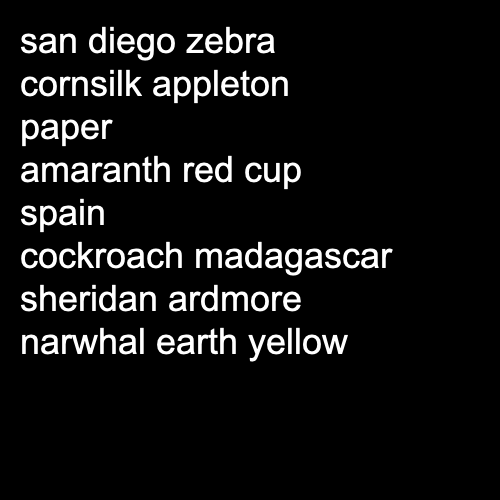 san diego zebra
cornsilk appleton
paper
amaranth red cup
spain
cockroach madagascar
sheridan ardmore
narwhal earth yellow